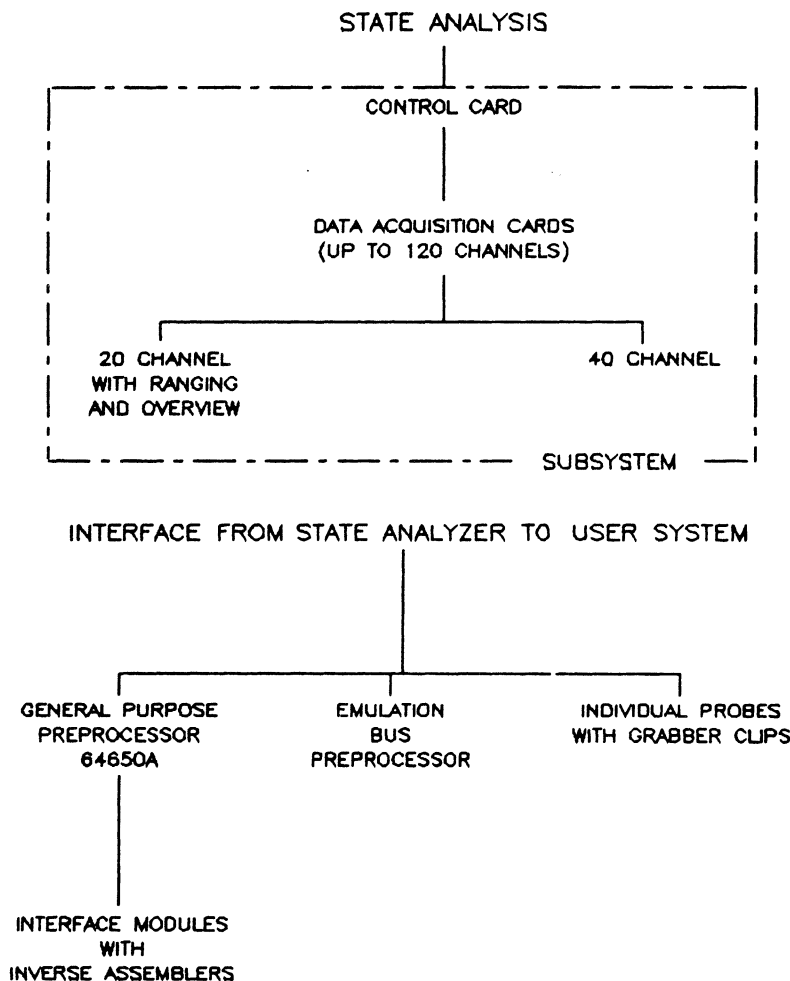 STATE ANALYSIS
CONTROL CARD
DATA ACQUISITION CARDS
(UP TO 120 CHANNELS)
20 CHANNEL
WITH RANGING
AND OVERVIEW
40 CHANNEL
SUBSYSTEM
INTERFACE FROM STATE ANALYZER TO USER SYSTEM
GENERAL PURPOSE
PREPROCESSOR
64650A
EMULATION
BUS
PREPROCESSOR
INDIVIDUAL PROBES
WITH GRABBER CLIPS
INTERFACE MODULES
WITH
INVERSE ASSEMBLERS